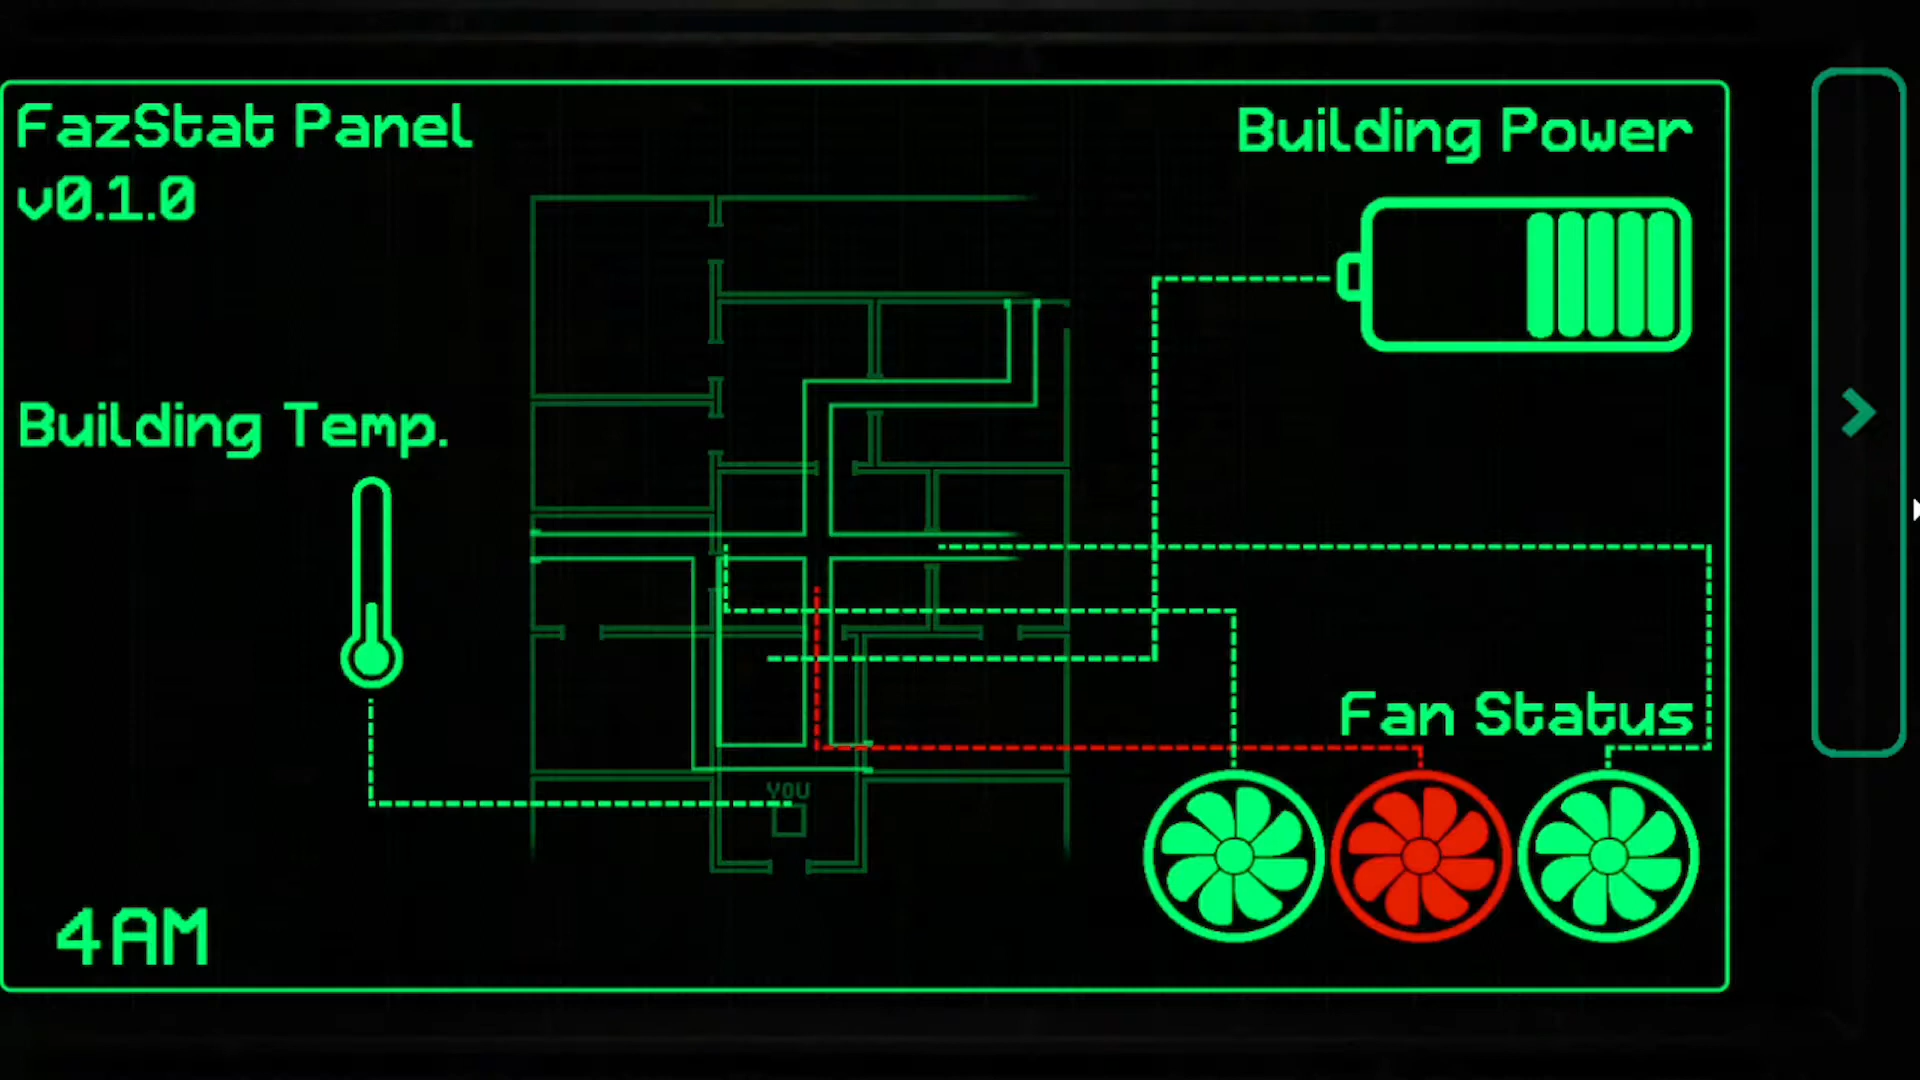 FazStat Panel
v0.1.0
Building Power
Building Temp.
Fan Status
YOU
4AM